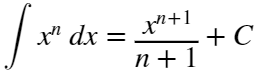 ∫ xⁿ dx = xⁿ⁺¹/(n + 1) + C